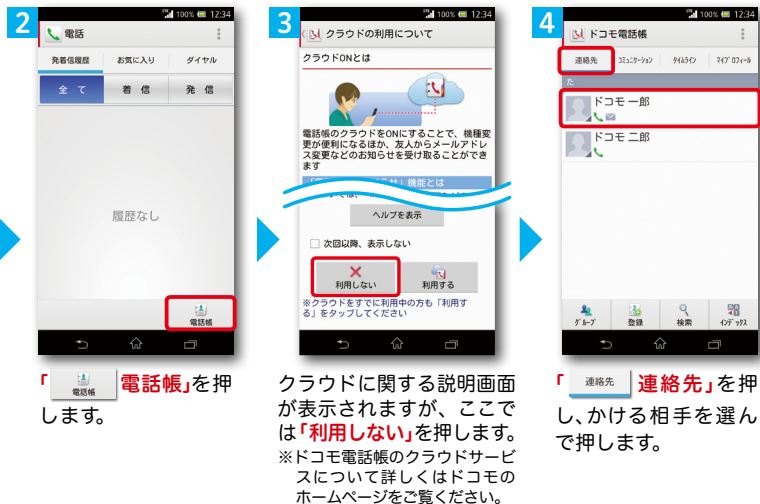 2
LTE 100% 12:34
電話
発着信履歴 お気に入り ダイヤル
全て 着信 発信
履歴なし
電話帳
「電話帳 電話帳」を押
します。
3
LTE 100% 12:34
クラウドの利用について
クラウドONとは
電話帳のクラウドをONにすることで、機種変
更が便利になるほか、友人からメールアドレ
ス変更などのお知らせを受け取ることができ
ます
機能とは
ヘルプを表示
次回以降、表示しない
利用しない 利用する
※クラウドをすでに利用中の方も「利用す
る」をタップしてください
クラウドに関する説明画面
が表示されますが、ここで
は「利用しない」を押します。
※ドコモ電話帳のクラウドサービ
スについて詳しくはドコモの
ホームページをご覧ください。
4
LTE 100% 12:34
ドコモ電話帳
連絡先 コミュニケーション タイムライン マイプロフィール
た
ドコモ 一郎
ドコモ 二郎
グループ 登録 検索 インデックス
「連絡先 連絡先」を押
し、かける相手を選ん
で押します。